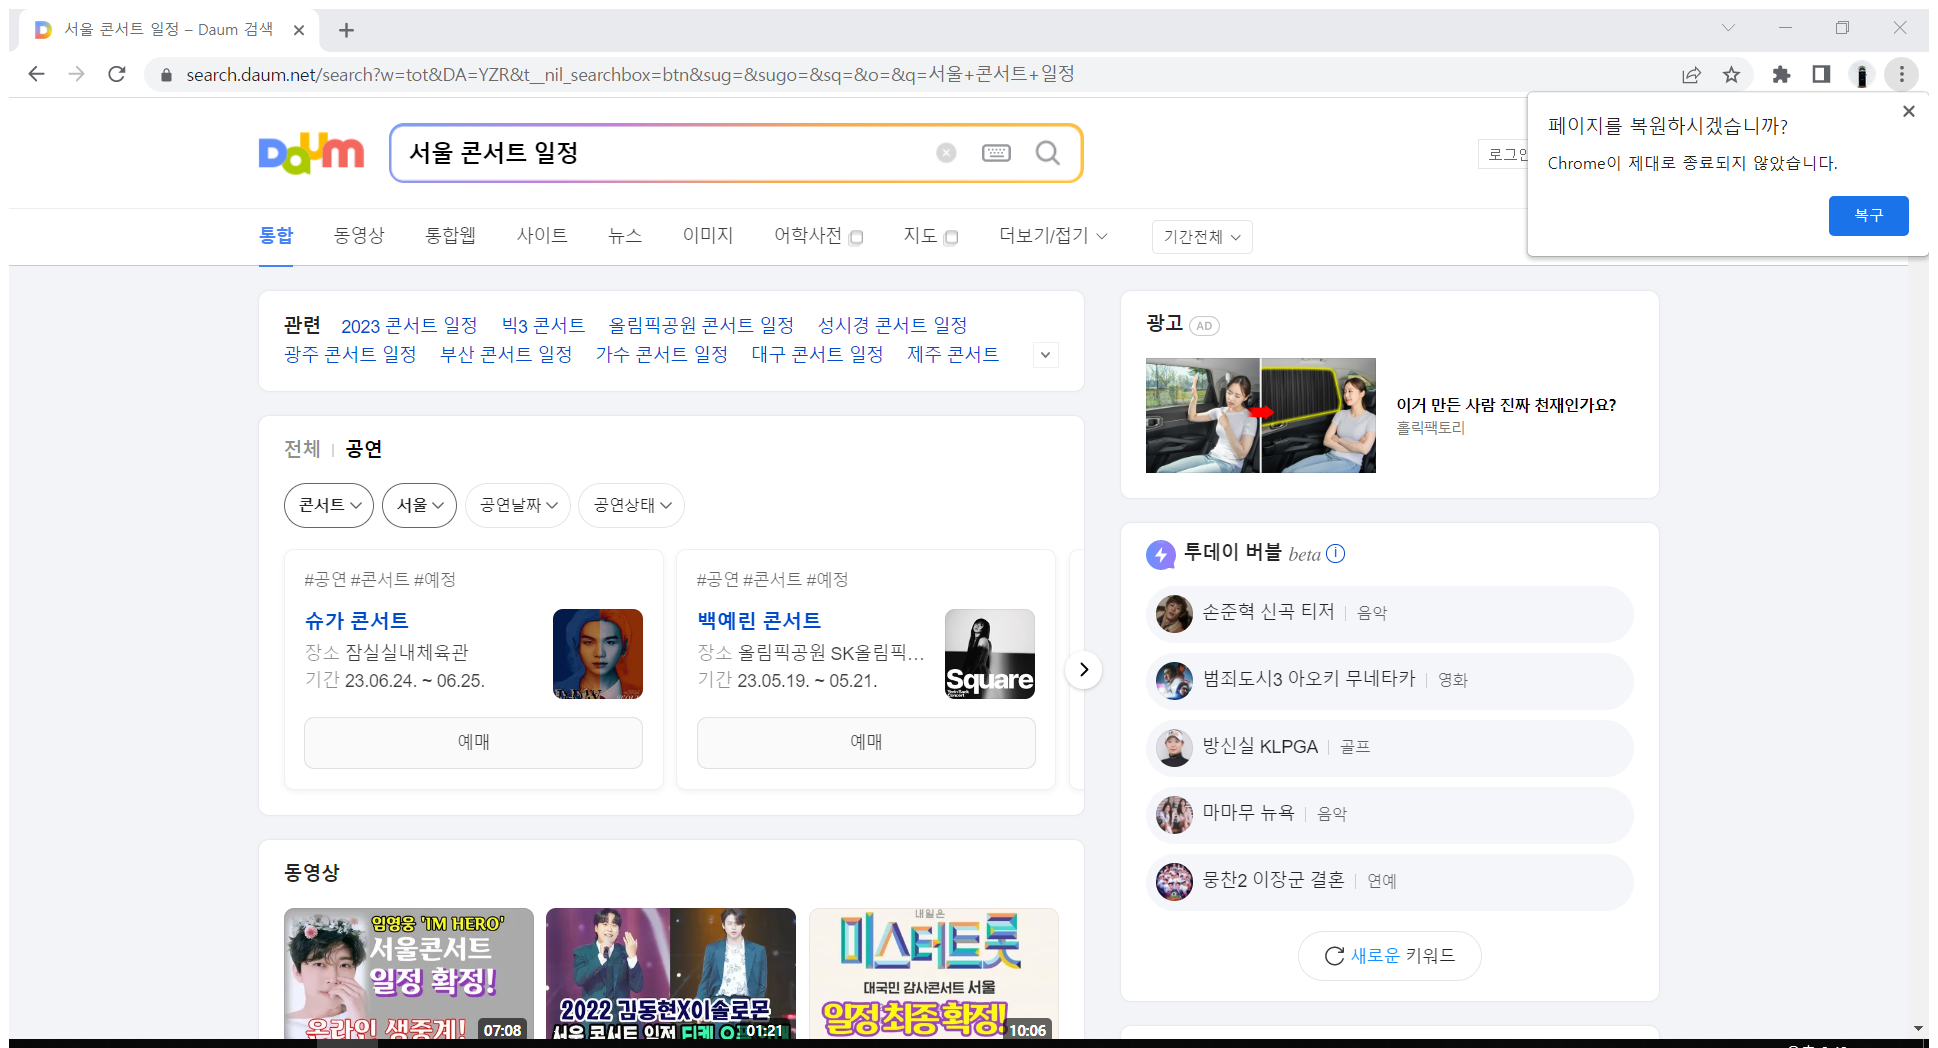 서울 콘서트 일정 – Daum 검색
search.daum.net/search?w=tot&DA=YZR&t__nil_searchbox=btn&sug=&sugo=&sq=&o=&q=서울+콘서트+일정
페이지를 복원하시겠습니까?
Chrome이 제대로 종료되지 않았습니다.
복구
Daum
서울 콘서트 일정
로그인
통합 동영상 통합웹 사이트 뉴스 이미지 어학사전 지도 더보기/접기 기간전체
관련 2023 콘서트 일정 빅3 콘서트 올림픽공원 콘서트 일정 성시경 콘서트 일정
광주 콘서트 일정 부산 콘서트 일정 가수 콘서트 일정 대구 콘서트 일정 제주 콘서트
전체 공연
콘서트 서울 공연날짜 공연상태
#공연 #콘서트 #예정
슈가 콘서트
장소 잠실실내체육관
기간 23.06.24. ~ 06.25.
예매
#공연 #콘서트 #예정
백예린 콘서트
장소 올림픽공원 SK올림픽...
기간 23.05.19. ~ 05.21.
Square
예매
동영상
임영웅 'IM HERO'
서울콘서트
일정 확정!
온라인 생중계!
07:08
2022 김동현X이솔로몬
서울 콘서트 일정 티켓
01:21
내일은
미스터트롯
대국민 감사콘서트 서울
일정 최종 확정!
10:06
광고 AD
이거 만든 사람 진짜 천재인가요?
홀릭팩토리
투데이 버블 beta
손준혁 신곡 티저 음악
범죄도시3 아오키 무네타카 영화
방신실 KLPGA 골프
마마무 뉴욕 음악
뭉찬2 이장군 결혼 연예
새로운 키워드